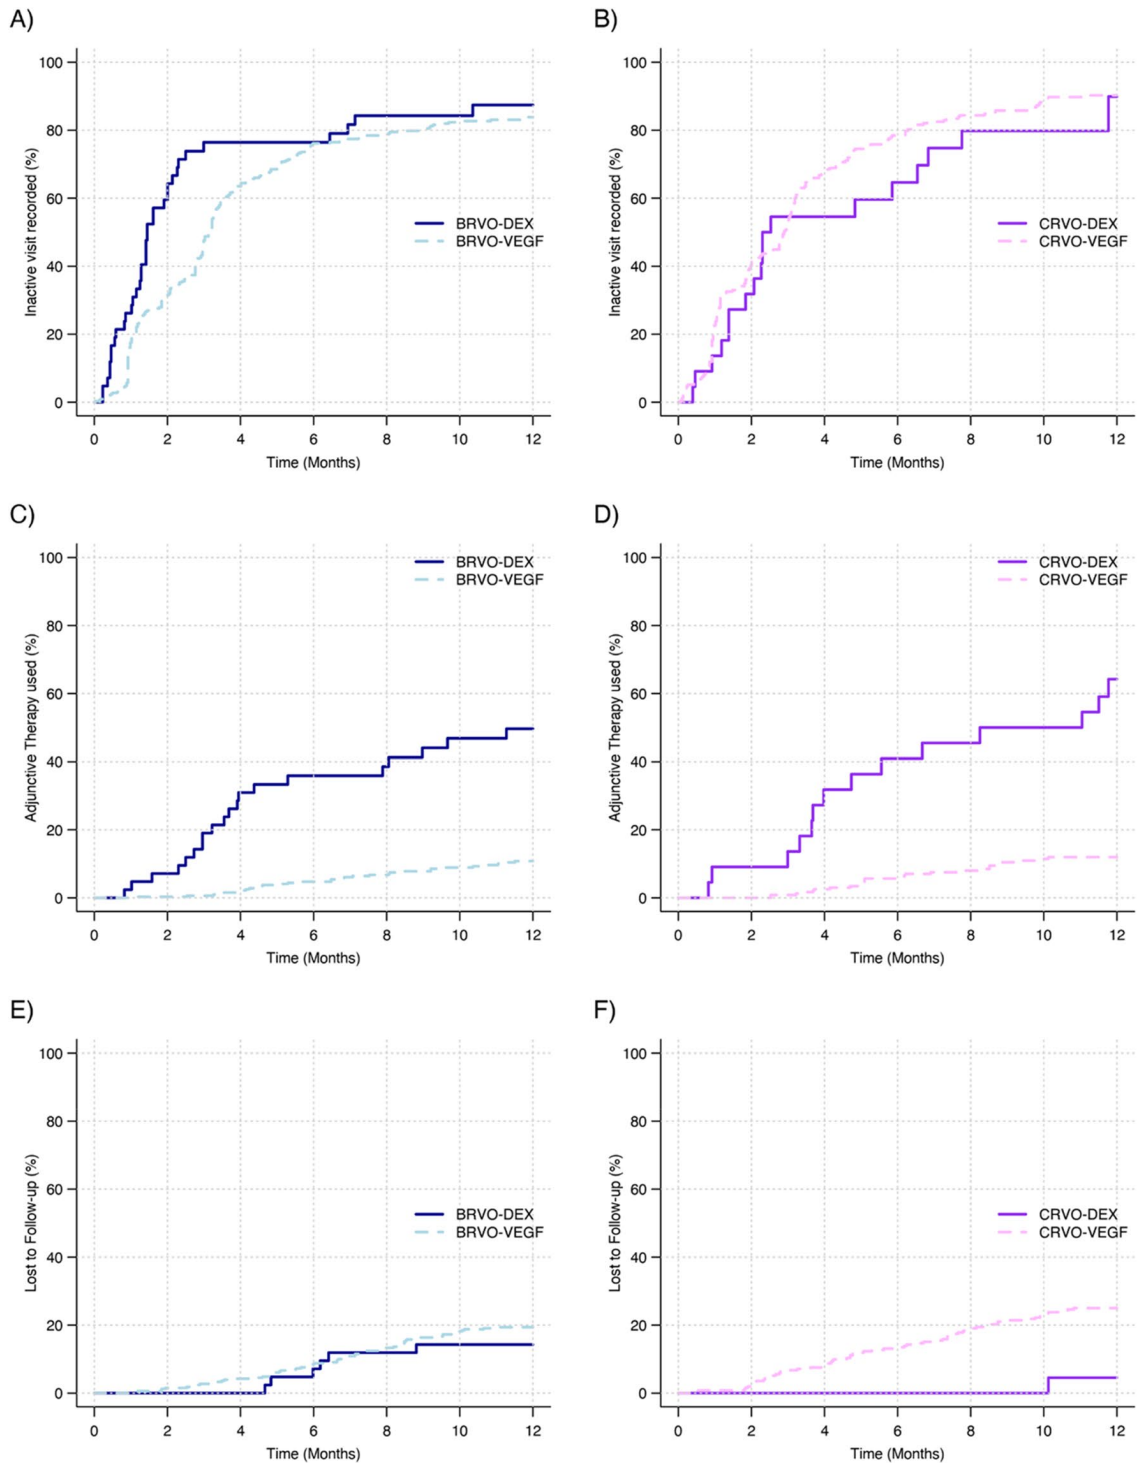 A)
Inactive visit recorded (%)
100
80
60
40
20
0
BRVO-DEX
BRVO-VEGF
0 2 4 6 8 10 12
Time (Months)
B)
Inactive visit recorded (%)
100
80
60
40
20
0
CRVO-DEX
CRVO-VEGF
0 2 4 6 8 10 12
Time (Months)
C)
Adjunctive Therapy used (%)
100
80
60
40
20
0
BRVO-DEX
BRVO-VEGF
0 2 4 6 8 10 12
Time (Months)
D)
Adjunctive Therapy used (%)
100
80
60
40
20
0
CRVO-DEX
CRVO-VEGF
0 2 4 6 8 10 12
Time (Months)
E)
Lost to Follow-up (%)
100
80
60
40
20
0
BRVO-DEX
BRVO-VEGF
0 2 4 6 8 10 12
Time (Months)
F)
Lost to Follow-up (%)
100
80
60
40
20
0
CRVO-DEX
CRVO-VEGF
0 2 4 6 8 10 12
Time (Months)